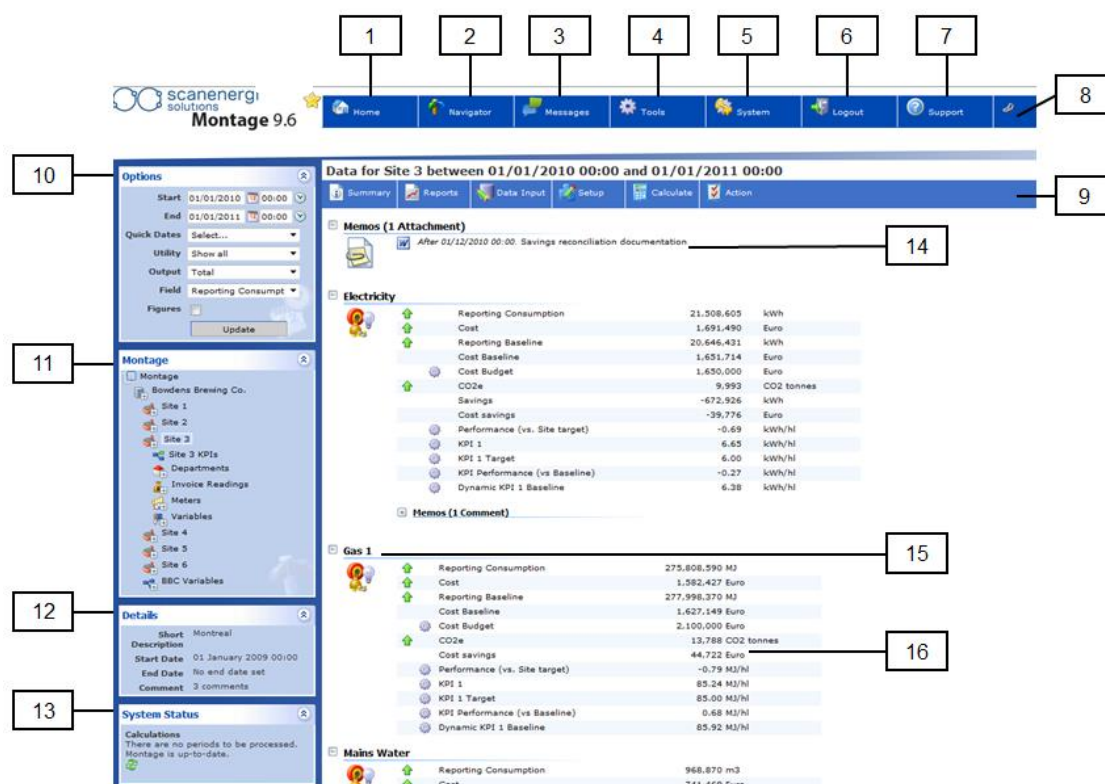 1 2 3 4 5 6 7
scanenergi
solutions
Montage 9.6
Home Navigator Messages Tools System Logout Support
8
10
Options
Start 01/01/2010 00:00
End 01/01/2011 00:00
Quick Dates Select...
Utility Show all
Output Total
Field Reporting Consumpt
Figures
Update
11
Montage
Montage
Bowdens Brewing Co.
Site 1
Site 2
Site 3
Site 3 KPIs
Departments
Invoice Readings
Meters
Variables
Site 4
Site 5
Site 6
BBC Variables
12
Details
Short Description Montreal
Start Date 01 January 2009 00:00
End Date No end date set
Comment 3 comments
13
System Status
Calculations
There are no periods to be processed.
Montage is up-to-date.
Data for Site 3 between 01/01/2010 00:00 and 01/01/2011 00:00
Summary Reports Data Input Setup Calculate Action
9
Memos (1 Attachment)
After 01/12/2010 00:00. Savings reconciliation documentation
14
Electricity
Reporting Consumption 21,508,605 kWh
Cost 1,691,490 Euro
Reporting Baseline 20,646,431 kWh
Cost Baseline 1,651,714 Euro
Cost Budget 1,650,000 Euro
CO2e 9,993 CO2 tonnes
Savings -672,926 kWh
Cost savings -39,776 Euro
Performance (vs. Site target) -0.69 kWh/hl
KPI 1 6.65 kWh/hl
KPI 1 Target 6.00 kWh/hl
KPI Performance (vs Baseline) -0.27 kWh/hl
Dynamic KPI 1 Baseline 6.38 kWh/hl
Memos (1 Comment)
Gas 1
15
Reporting Consumption 275,808,590 MJ
Cost 1,582,427 Euro
Reporting Baseline 277,998,370 MJ
Cost Baseline 1,627,149 Euro
Cost Budget 2,100,000 Euro
CO2e 13,788 CO2 tonnes
Cost savings 44,722 Euro
16
Performance (vs. Site target) -0.79 MJ/hl
KPI 1 85.24 MJ/hl
KPI 1 Target 85.00 MJ/hl
KPI Performance (vs Baseline) 0.68 MJ/hl
Dynamic KPI 1 Baseline 85.92 MJ/hl
Mains Water
Reporting Consumption 968,870 m3